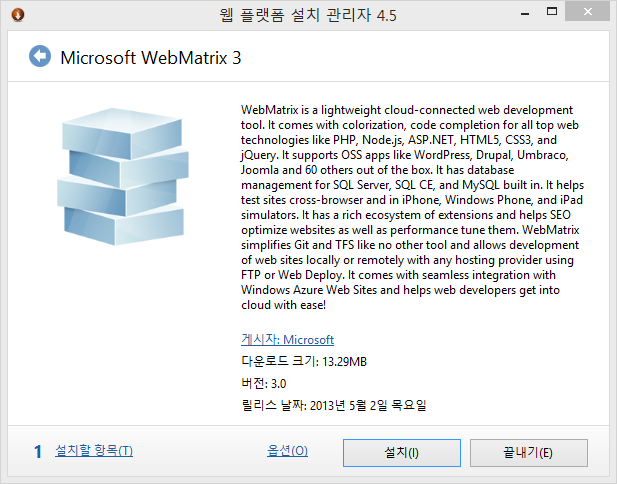 웹 플랫폼 설치 관리자 4.5
Microsoft WebMatrix 3
WebMatrix is a lightweight cloud-connected web development
tool. It comes with colorization, code completion for all top web
technologies like PHP, Node.js, ASP.NET, HTML5, CSS3, and
jQuery. It supports OSS apps like WordPress, Drupal, Umbraco,
Joomla and 60 others out of the box. It has database
management for SQL Server, SQL CE, and MySQL built in. It helps
test sites cross-browser and in iPhone, Windows Phone, and iPad
simulators. It has a rich ecosystem of extensions and helps SEO
optimize websites as well as performance tune them. WebMatrix
simplifies Git and TFS like no other tool and allows development
of web sites locally or remotely with any hosting provider using
FTP or Web Deploy. It comes with seamless integration with
Windows Azure Web Sites and helps web developers get into
cloud with ease!
게시자: Microsoft
다운로드 크기: 13.29MB
버전: 3.0
릴리스 날짜: 2013년 5월 2일 목요일
1 설치할 항목(T) 옵션(O) 설치(I) 끝내기(E)